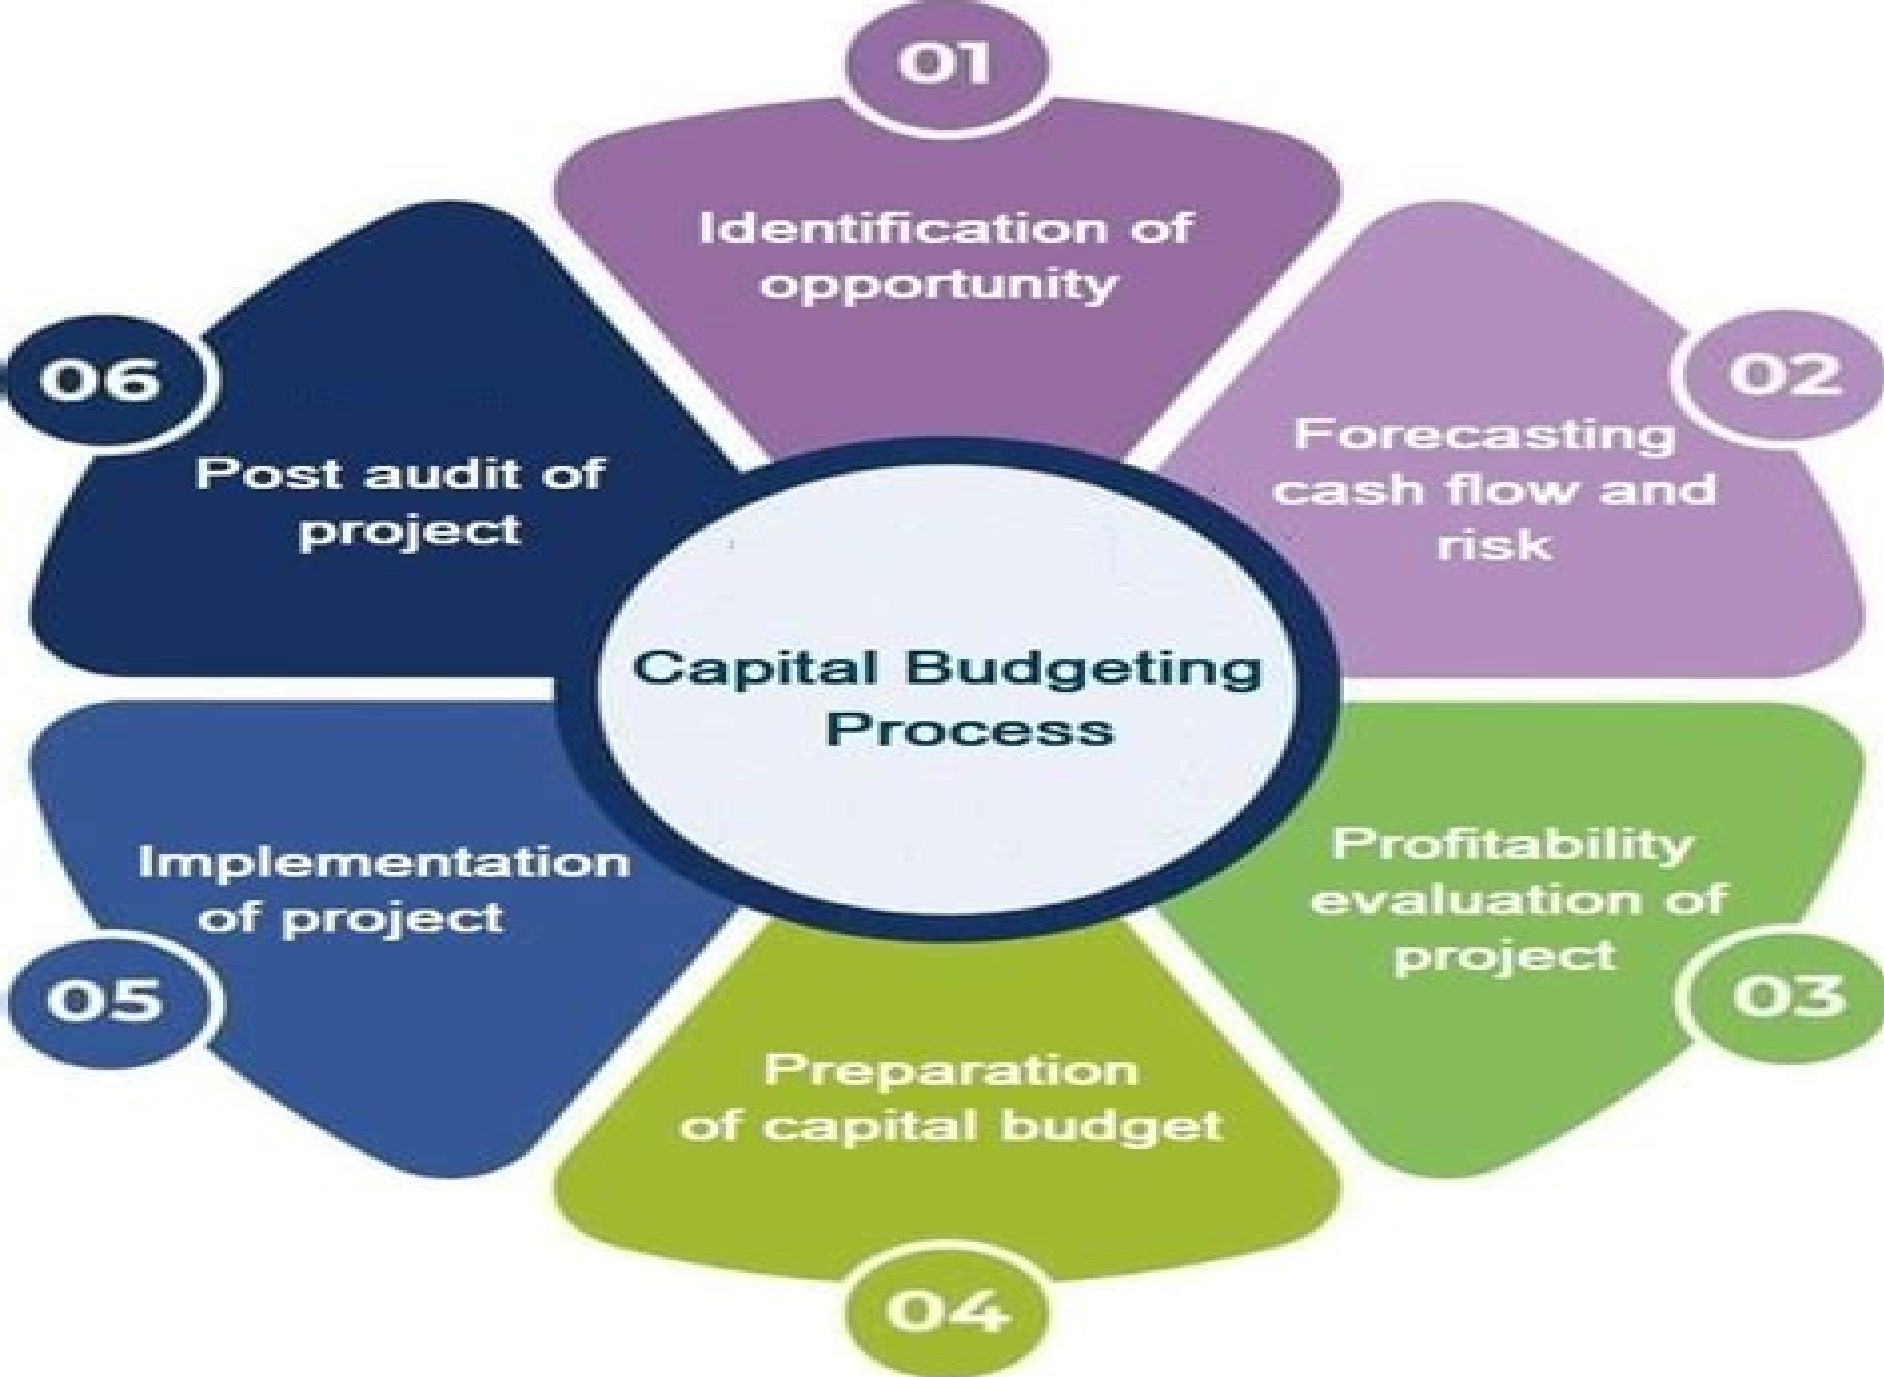 01
Identification of
opportunity
02
Forecasting
cash flow and
risk
03
Profitability
evaluation of
project
04
Preparation
of capital budget
05
Implementation
of project
06
Post audit of
project
Capital Budgeting
Process